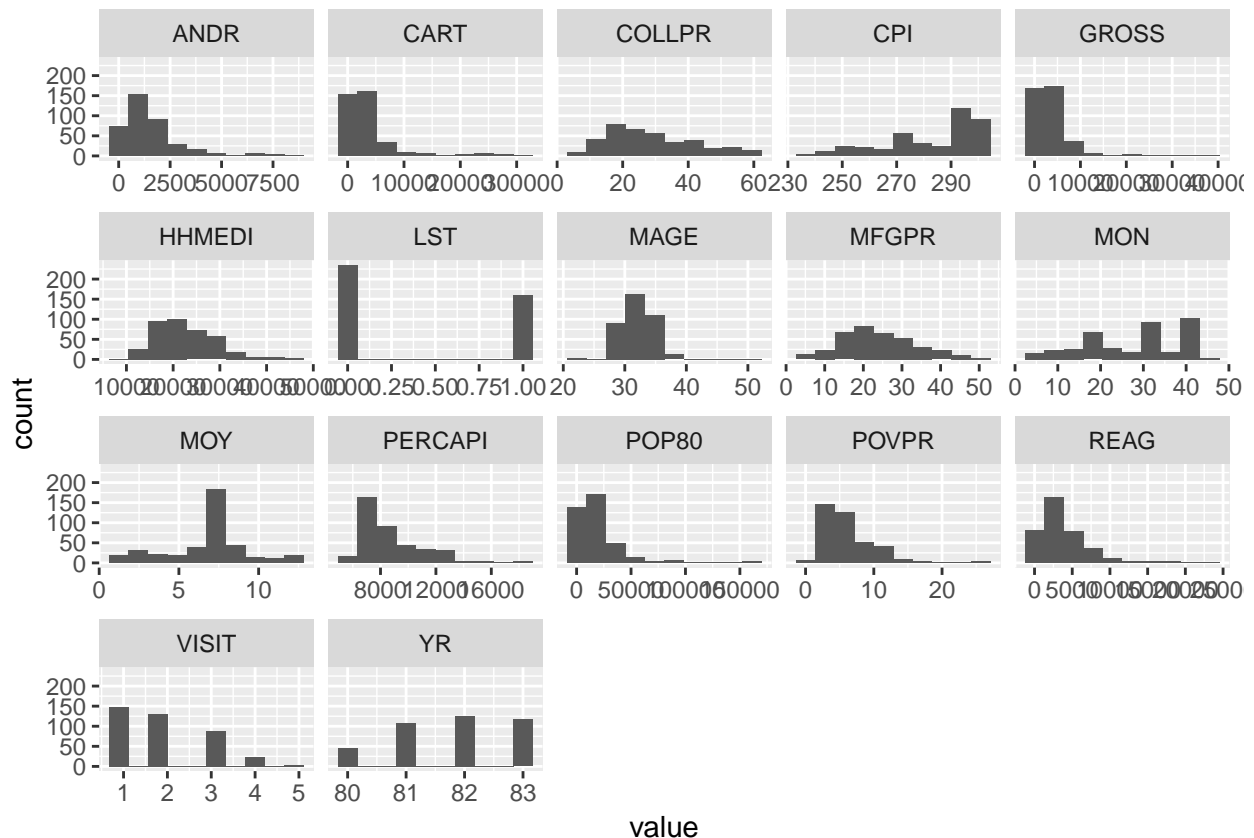 ANDR CART COLLPR CPI GROSS
200
150
100
50
0
0 2500 5000 7500 0 10000 20000 30000 20 40 60 230 250 270 290 0 10000 20000 30000 40000
HHMEDI LST MAGE MFGPR MON
200
150
100
50
0
10000 20000 30000 40000 50000 0.00 0.25 0.50 0.75 1.00 20 30 40 50 0 10 20 30 40 50 0 10 20 30 40 50
count
MOY PERCAPI POP80 POVPR REAG
200
150
100
50
0
0 5 10 8000 12000 16000 0 50000 100000 150000 0 10 20 0 5000 10000 15000 20000 25000
VISIT YR
200
150
100
50
0
1 2 3 4 5 80 81 82 83
value